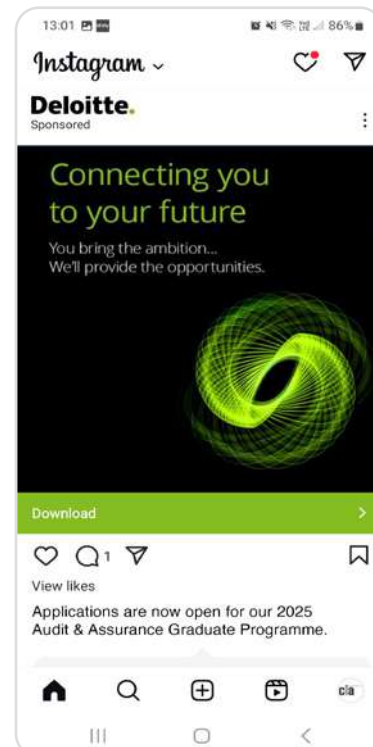 13:01
86%
Instagram
Deloitte.
Sponsored
Connecting you
to your future
You bring the ambition...
We'll provide the opportunities.
Download
1
View likes
Applications are now open for our 2025
Audit & Assurance Graduate Programme.